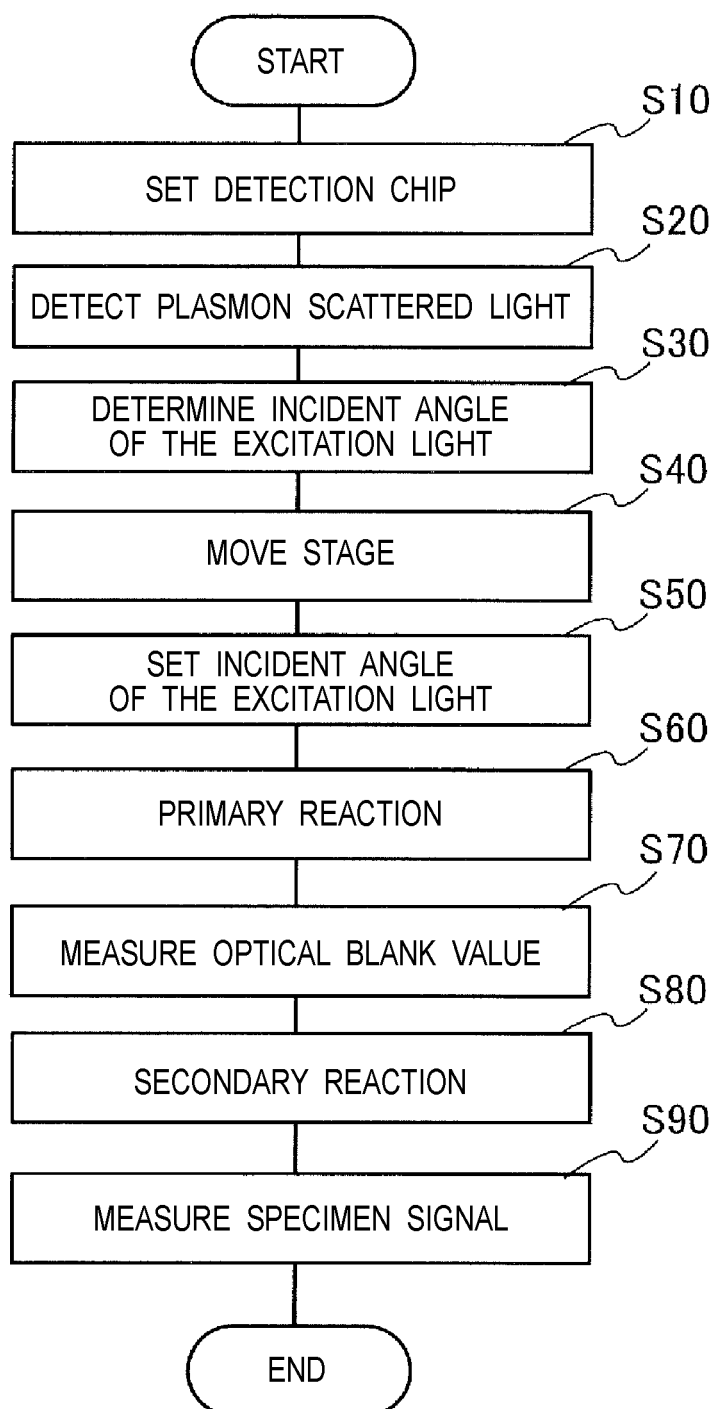 START
S10
SET DETECTION CHIP
S20
DETECT PLASMON SCATTERED LIGHT
S30
DETERMINE INCIDENT ANGLE
OF THE EXCITATION LIGHT
S40
MOVE STAGE
S50
SET INCIDENT ANGLE
OF THE EXCITATION LIGHT
S60
PRIMARY REACTION
S70
MEASURE OPTICAL BLANK VALUE
S80
SECONDARY REACTION
S90
MEASURE SPECIMEN SIGNAL
END